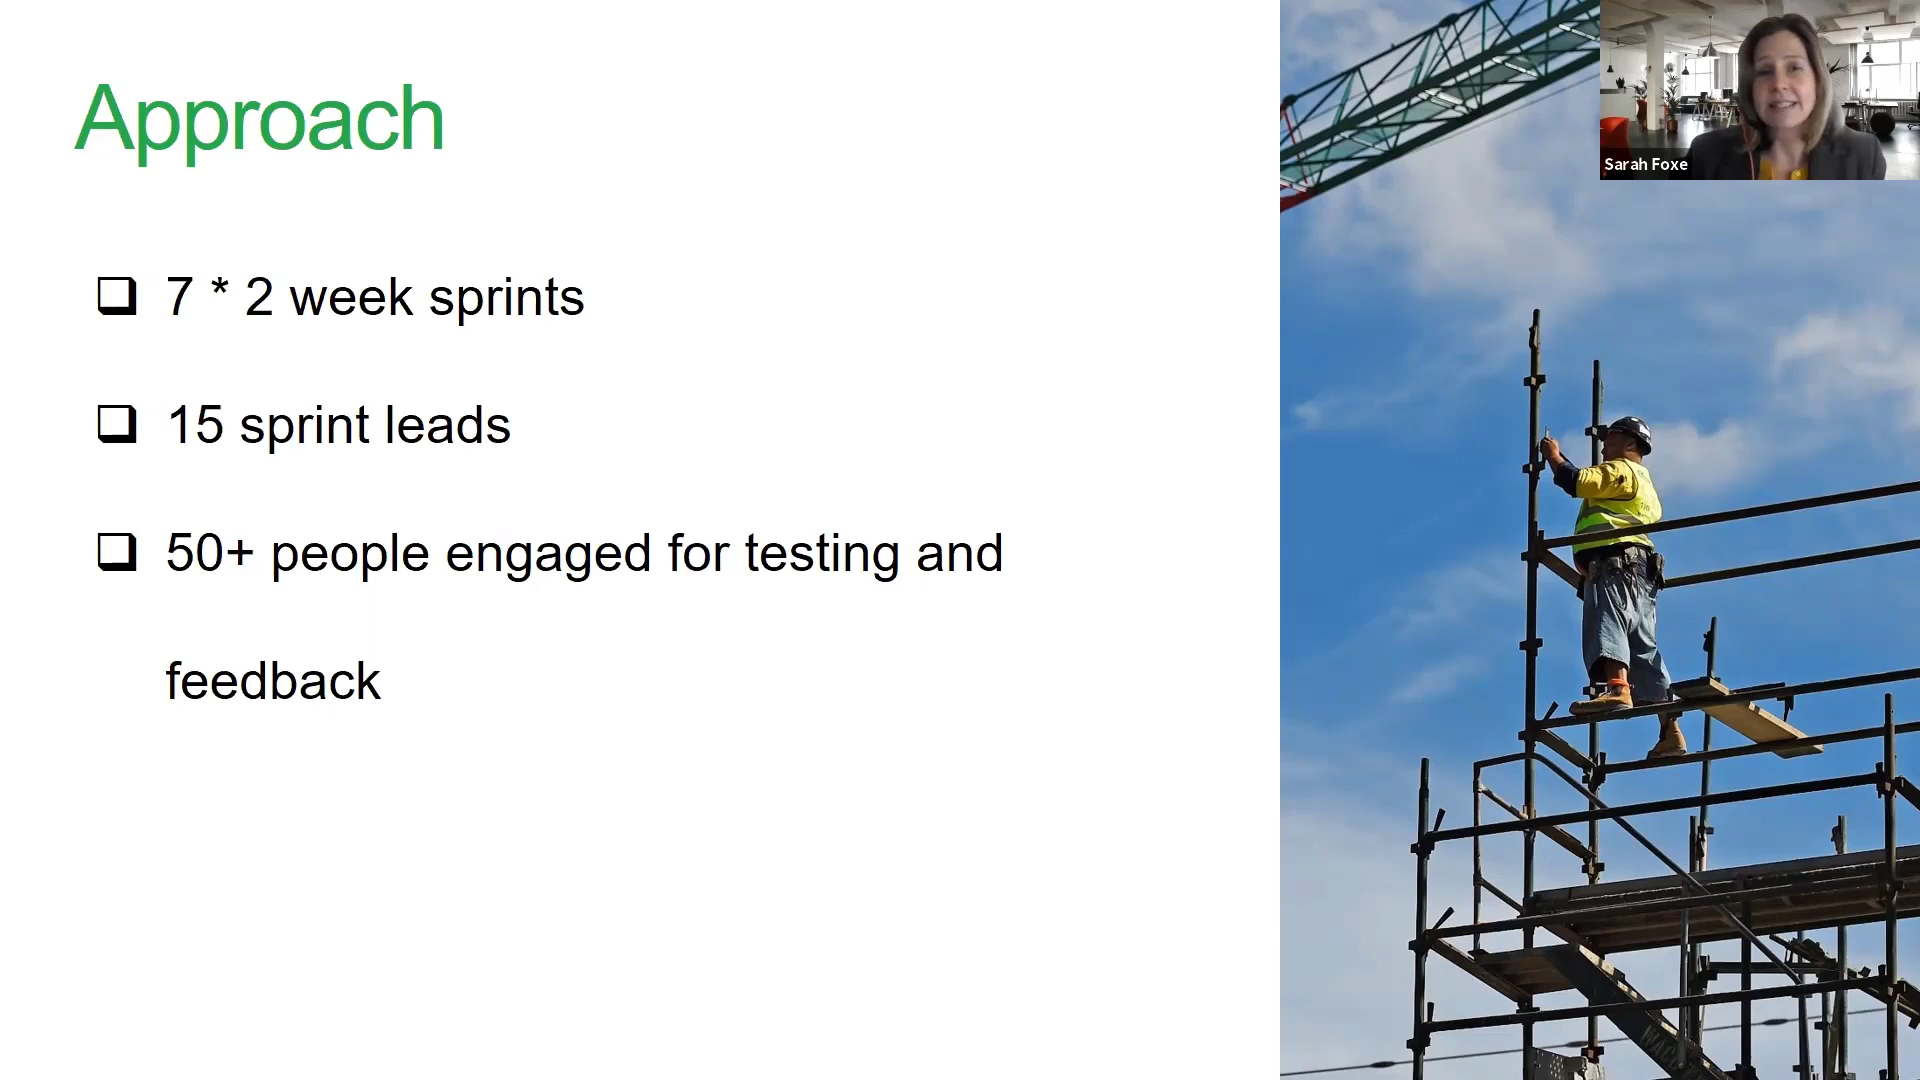 Approach
Sarah Foxe
7 * 2 week sprints
15 sprint leads
50+ people engaged for testing and
feedback